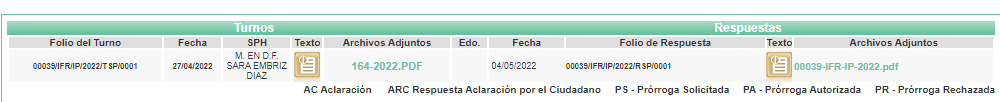 Turnos Respuestas
Folio del Turno Fecha SPH Texto Archivos Adjuntos Edo. Fecha Folio de Respuesta Texto Archivos Adjuntos
M. EN D.F.
00039/IFR/IP/2022/TSP/0001 27/04/2022 SARA EMBRIZ 164-2022.PDF 04/05/2022 00039/IFR/IP/2022/RSP/0001 00039-IFR-IP-2022.pdf
DIAZ
AC Aclaración ARC Respuesta Aclaración por el Ciudadano PS - Prórroga Solicitada PA - Prórroga Autorizada PR - Prórroga Rechazada